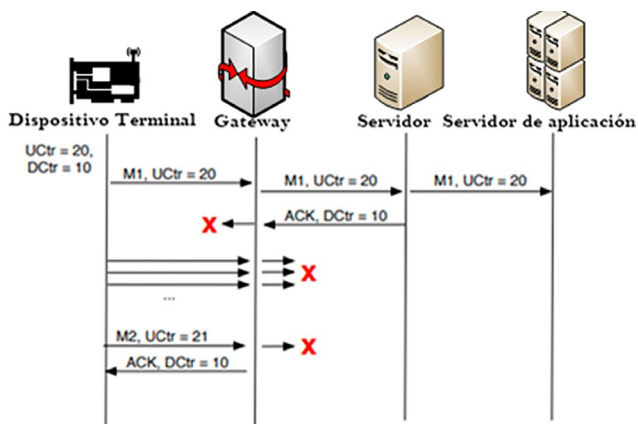 Dispositivo Terminal Gateway Servidor Servidor de aplicación
UCtr = 20,
DCtr = 10
M1, UCtr = 20
M1, UCtr = 20
M1, UCtr = 20
ACK, DCtr = 10
X
X
...
M2, UCtr = 21
X
ACK, DCtr = 10